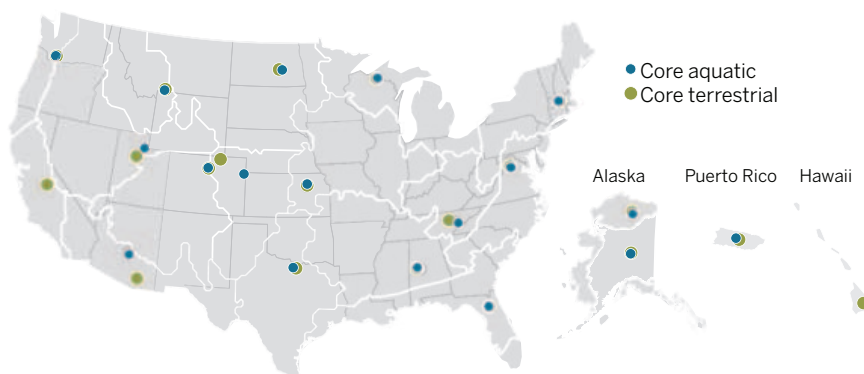 Core aquatic
Core terrestrial
Alaska
Puerto Rico
Hawaii